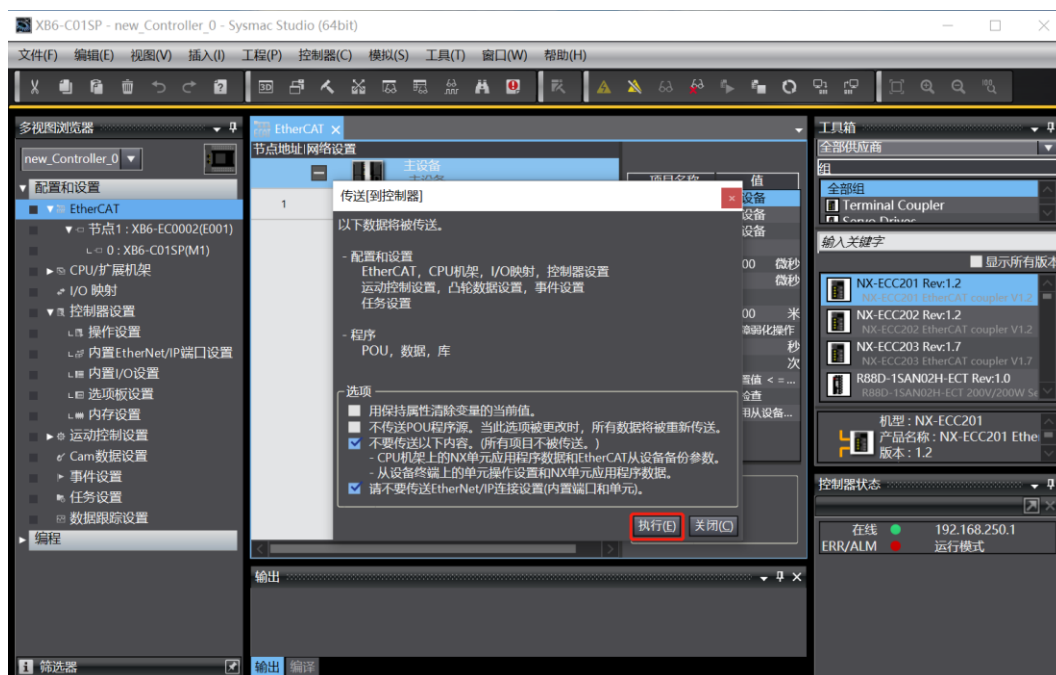 XB6-C01SP - new_Controller_0 - Sysmac Studio (64bit)
文件(F) 编辑(E) 视图(V) 插入(I) 工程(P) 控制器(C) 模拟(S) 工具(T) 窗口(W) 帮助(H)
多视图浏览器
new_Controller_0
配置和设置
EtherCAT
节点1 : XB6-EC0002(E001)
0 : XB6-C01SP(M1)
CPU/扩展机架
I/O 映射
控制器设置
操作设置
内置EtherNet/IP端口设置
内置I/O设置
选项板设置
内存设置
运动控制设置
Cam数据设置
事件设置
任务设置
数据跟踪设置
编程
筛选器
EtherCAT
节点地址|网络设置
主设备
主设备
1
项目名称 值
设备
设备
设备
00 微秒
微秒
00 米
障弱化操作
秒
次
置值 < = ...
检查
用从设备...
传送[到控制器]
以下数据将被传送。
- 配置和设置
EtherCAT，CPU机架，I/O映射，控制器设置
运动控制设置，凸轮数据设置，事件设置
任务设置
- 程序
POU，数据，库
选项
用保持属性清除变量的当前值。
不传送POU程序源。当此选项被更改时，所有数据将被重新传送。
不要传送以下内容。(所有项目不被传送。)
- CPU机架上的NX单元应用程序数据和EtherCAT从设备备份参数。
- 从设备终端上的单元操作设置和NX单元应用程序数据。
请不要传送EtherNet/IP连接设置(内置端口和单元)。
执行(E) 关闭(C)
输出
输出 编译
工具箱
全部供应商
组
全部组
Terminal Coupler
Servo Drives
输入关键字
显示所有版本
NX-ECC201 Rev:1.2
NX-ECC201 EtherCAT coupler V1.2
NX-ECC202 Rev:1.2
NX-ECC202 EtherCAT coupler V1.2
NX-ECC203 Rev:1.7
NX-ECC203 EtherCAT coupler V1.7
R88D-1SAN02H-ECT Rev:1.0
R88D-1SAN02H-ECT 200V/200W Se
机型 : NX-ECC201
产品名称 : NX-ECC201 Ethe
版本 : 1.2
控制器状态
在线 192.168.250.1
ERR/ALM 运行模式